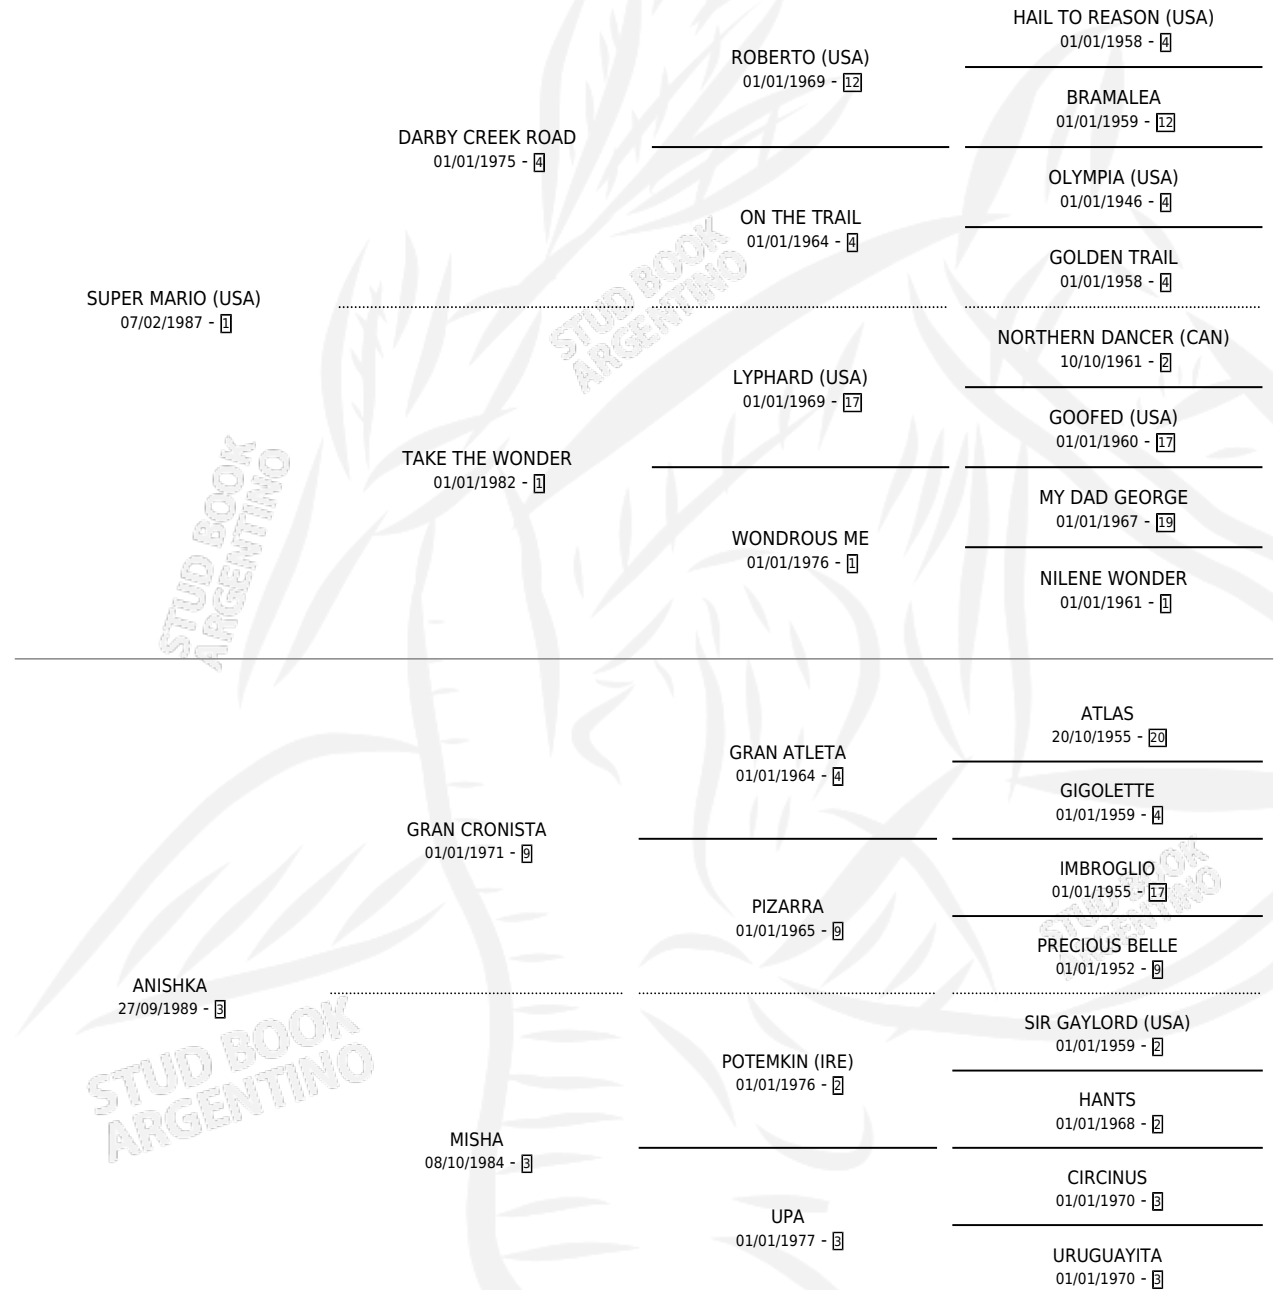 HAIL TO REASON (USA)
01/01/1958 - 4
ROBERTO (USA)
01/01/1969 - 12
BRAMALEA
01/01/1959 - 12
DARBY CREEK ROAD
01/01/1975 - 4
OLYMPIA (USA)
01/01/1946 - 4
ON THE TRAIL
01/01/1964 - 4
GOLDEN TRAIL
01/01/1958 - 4
SUPER MARIO (USA)
07/02/1987 - 1
NORTHERN DANCER (CAN)
10/10/1961 - 2
LYPHARD (USA)
01/01/1969 - 17
GOOFED (USA)
01/01/1960 - 17
TAKE THE WONDER
01/01/1982 - 1
MY DAD GEORGE
01/01/1967 - 19
WONDROUS ME
01/01/1976 - 1
NILENE WONDER
01/01/1961 - 1
ATLAS
20/10/1955 - 20
GRAN ATLETA
01/01/1964 - 4
GIGOLETTE
01/01/1959 - 4
GRAN CRONISTA
01/01/1971 - 9
IMBROGLIO
01/01/1955 - 17
PIZARRA
01/01/1965 - 9
PRECIOUS BELLE
01/01/1952 - 9
ANISHKA
27/09/1989 - 3
SIR GAYLORD (USA)
01/01/1959 - 2
POTEMKIN (IRE)
01/01/1976 - 2
HANTS
01/01/1968 - 2
MISHA
08/10/1984 - 3
CIRCINUS
01/01/1970 - 3
UPA
01/01/1977 - 3
URUGUAYITA
01/01/1970 - 3
STUD BOOK
ARGENTINO
STUD BOOK
ARGENTINO
STUD BOOK
ARGENTINO
STUD BOOK
ARGENTINO